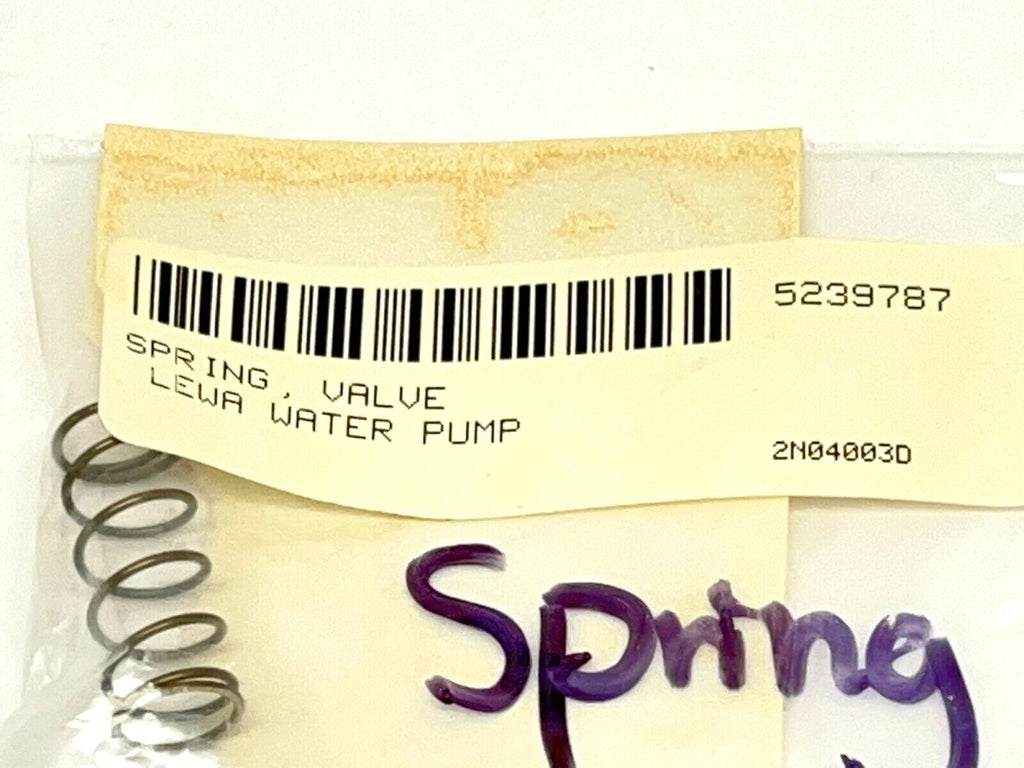 5239787
SPRING, VALVE
LEWA WATER PUMP
2N04003D
Spring